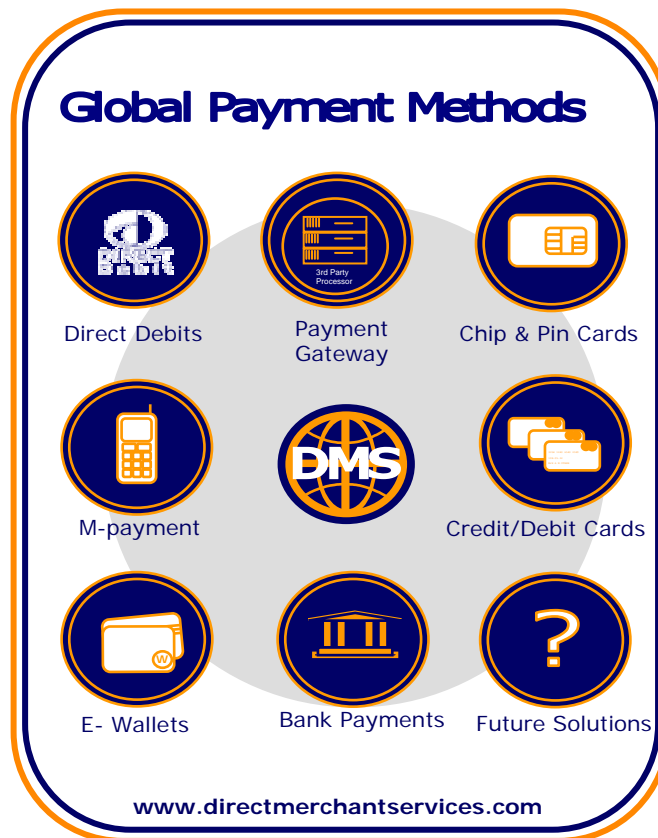 Global Payment Methods
DIRECT
Debit
3rd Party
Processor
Direct Debits
Payment
Gateway
Chip & Pin Cards
DMS
M-payment
Credit/Debit Cards
W
E- Wallets
Bank Payments
?
Future Solutions
www.directmerchantservices.com